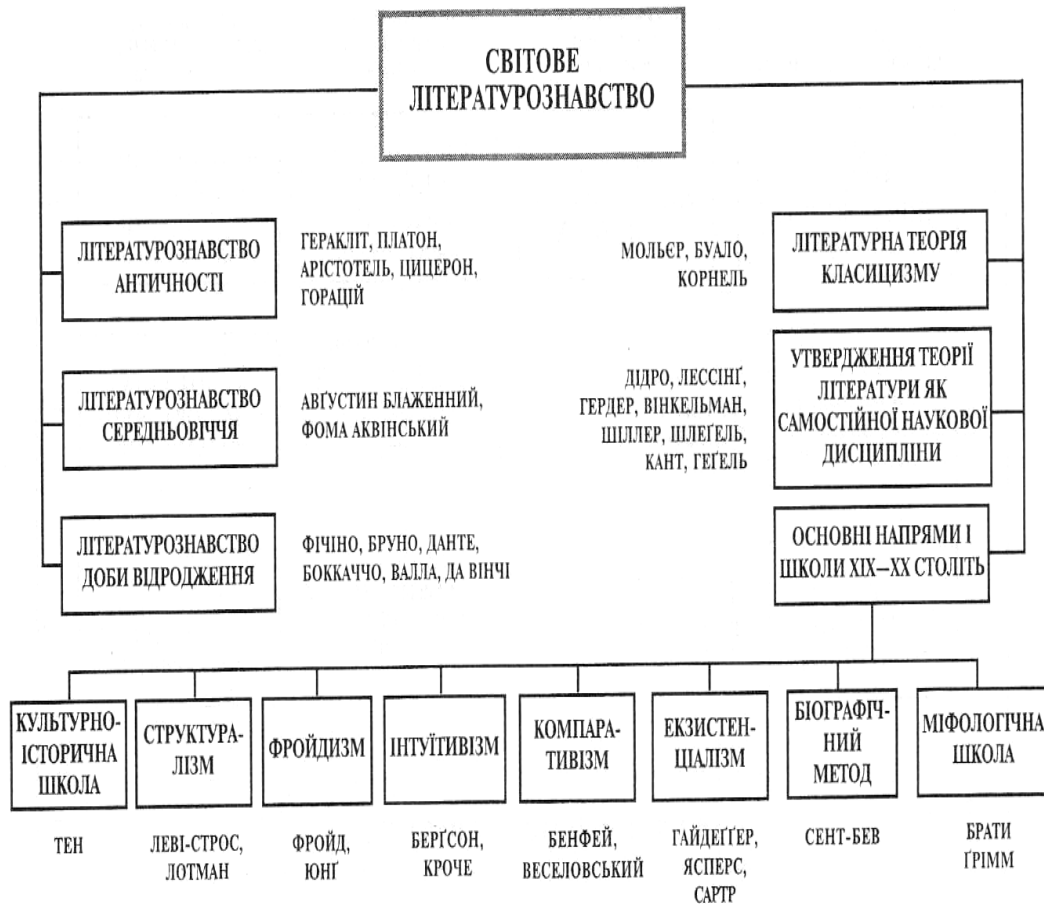 СВІТОВЕ
ЛІТЕРАТУРОЗНАВСТВО
ЛІТЕРАТУРОЗНАВСТВО
АНТИЧНОСТІ
ГЕРАКЛІТ, ПЛАТОН,
АРІСТОТЕЛЬ, ЦИЦЕРОН,
ГОРАЦІЙ
МОЛЬЄР, БУАЛО,
КОРНЕЛЬ
ЛІТЕРАТУРНА ТЕОРІЯ
КЛАСИЦИЗМУ
ЛІТЕРАТУРОЗНАВСТВО
СЕРЕДНЬОВІЧЧЯ
АВҐУСТИН БЛАЖЕННИЙ,
ФОМА АКВІНСЬКИЙ
ДІДРО, ЛЕССІНҐ,
ГЕРДЕР, ВІНКЕЛЬМАН,
ШІЛЛЕР, ШЛЕҐЕЛЬ,
КАНТ, ГЕҐЕЛЬ
УТВЕРДЖЕННЯ ТЕОРІЇ
ЛІТЕРАТУРИ ЯК
САМОСТІЙНОЇ НАУКОВОЇ
ДИСЦИПЛІНИ
ЛІТЕРАТУРОЗНАВСТВО
ДОБИ ВІДРОДЖЕННЯ
ФІЧІНО, БРУНО, ДАНТЕ,
БОККАЧЧО, ВАЛЛА, ДА ВІНЧІ
ОСНОВНІ НАПРЯМИ І
ШКОЛИ ХІХ—ХХ СТОЛІТЬ
КУЛЬТУРНО-
ІСТОРИЧНА
ШКОЛА
СТРУКТУРА-
ЛІЗМ
ФРОЙДИЗМ
ІНТУЇТИВІЗМ
КОМПАРА-
ТИВІЗМ
ЕКЗИСТЕН-
ЦІАЛІЗМ
БІОГРАФІЧ-
НИЙ
МЕТОД
МІФОЛОГІЧНА
ШКОЛА
ТЕН
ЛЕВІ-СТРОС,
ЛОТМАН
ФРОЙД,
ЮНҐ
БЕРҐСОН,
КРОЧЕ
БЕНФЕЙ,
ВЕСЕЛОВСЬКИЙ
ГАЙДЕҐҐЕР,
ЯСПЕРС,
САРТР
СЕНТ-БЕВ
БРАТИ
ҐРІММ